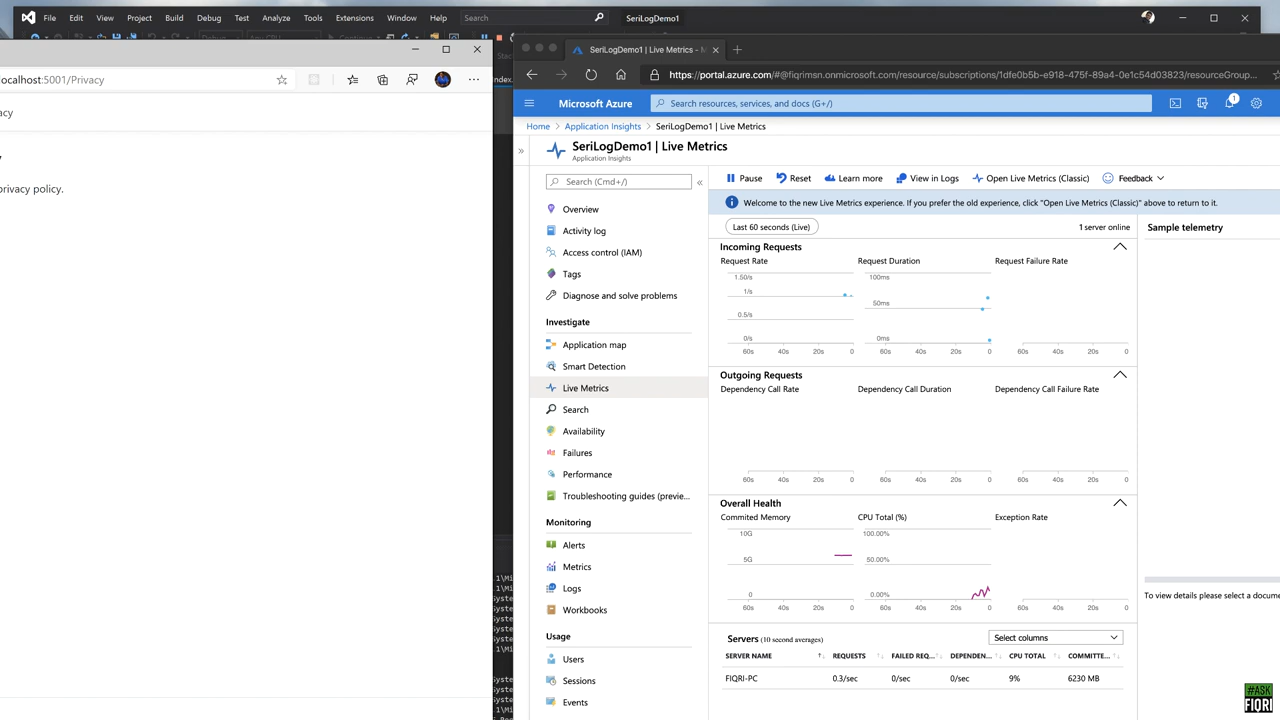 File Edit View Project Build Debug Test Analyze Tools Extensions Window Help Search SeriLogDemo1
ocalhost:5001/Privacy
acy
privacy policy.
SeriLogDemo1 | Live Metrics - M
https://portal.azure.com/#@fiqrimsn.onmicrosoft.com/resource/subscriptions/1dfe0b5b-e918-475f-89a4-0e1c54d03823/resourceGroup...
Microsoft Azure
Search resources, services, and docs (G+/)
1
Home > Application Insights > SeriLogDemo1 | Live Metrics
SeriLogDemo1 | Live Metrics
Application Insights
Search (Cmd+/)
Overview
Activity log
Access control (IAM)
Tags
Diagnose and solve problems
Investigate
Application map
Smart Detection
Live Metrics
Search
Availability
Failures
Performance
Troubleshooting guides (previe...
Monitoring
Alerts
Metrics
Logs
Workbooks
Usage
Users
Sessions
Events
Pause Reset Learn more View in Logs Open Live Metrics (Classic) Feedback
Welcome to the new Live Metrics experience. If you prefer the old experience, click "Open Live Metrics (Classic)" above to return to it.
Last 60 seconds (Live)
1 server online
Incoming Requests
Request Rate Request Duration Request Failure Rate
1.50/s 100ms
1/s
50ms
0.5/s
0/s 0ms
60s 40s 20s 0 60s 40s 20s 0 60s 40s 20s 0
Outgoing Requests
Dependency Call Rate Dependency Call Duration Dependency Call Failure Rate
60s 40s 20s 0 60s 40s 20s 0 60s 40s 20s 0
Overall Health
Commited Memory CPU Total (%) Exception Rate
10G 100.00%
5G 50.00%
0 0.00%
60s 40s 20s 0 60s 40s 20s 0 60s 40s 20s 0
Servers (10 second averages)
Select columns
SERVER NAME REQUESTS FAILED REQ... DEPENDEN... CPU TOTAL COMMITTE...
FIQRI-PC 0.3/sec 0/sec 0/sec 9% 6230 MB
Sample telemetry
To view details please select a docume
#ASK
FIQRI